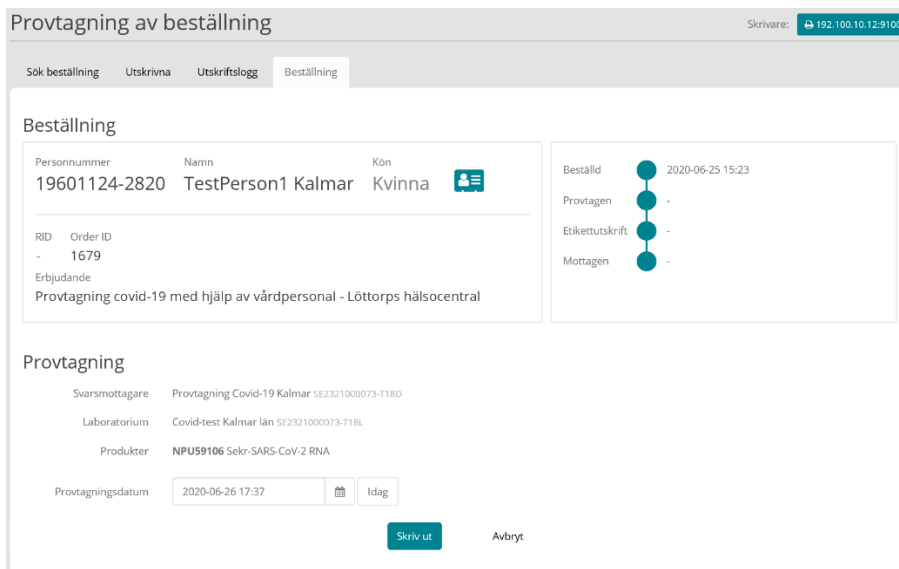 Provtagning av beställning
Skrivare: 192.100.10.12:9100
Sök beställning Utskrivna Utskriftslogg Beställning
Beställning
Personnummer Namn Kön
19601124-2820 TestPerson1 Kalmar Kvinna
RID Order ID
- 1679
Erbjudande
Provtagning covid-19 med hjälp av vårdpersonal - Löttorps hälsocentral
Beställd 2020-06-25 15:23
Provtagen -
Etikettutskrift -
Mottagen -
Provtagning
Svarsmottagare Provtagning Covid-19 Kalmar SE2321000073-T18D
Laboratorium Covid-test Kalmar län SE2321000073-T18L
Produkter NPU59106 Sekr-SARS-CoV-2 RNA
Provtagningsdatum 2020-06-26 17:37 Idag
Skriv ut Avbryt